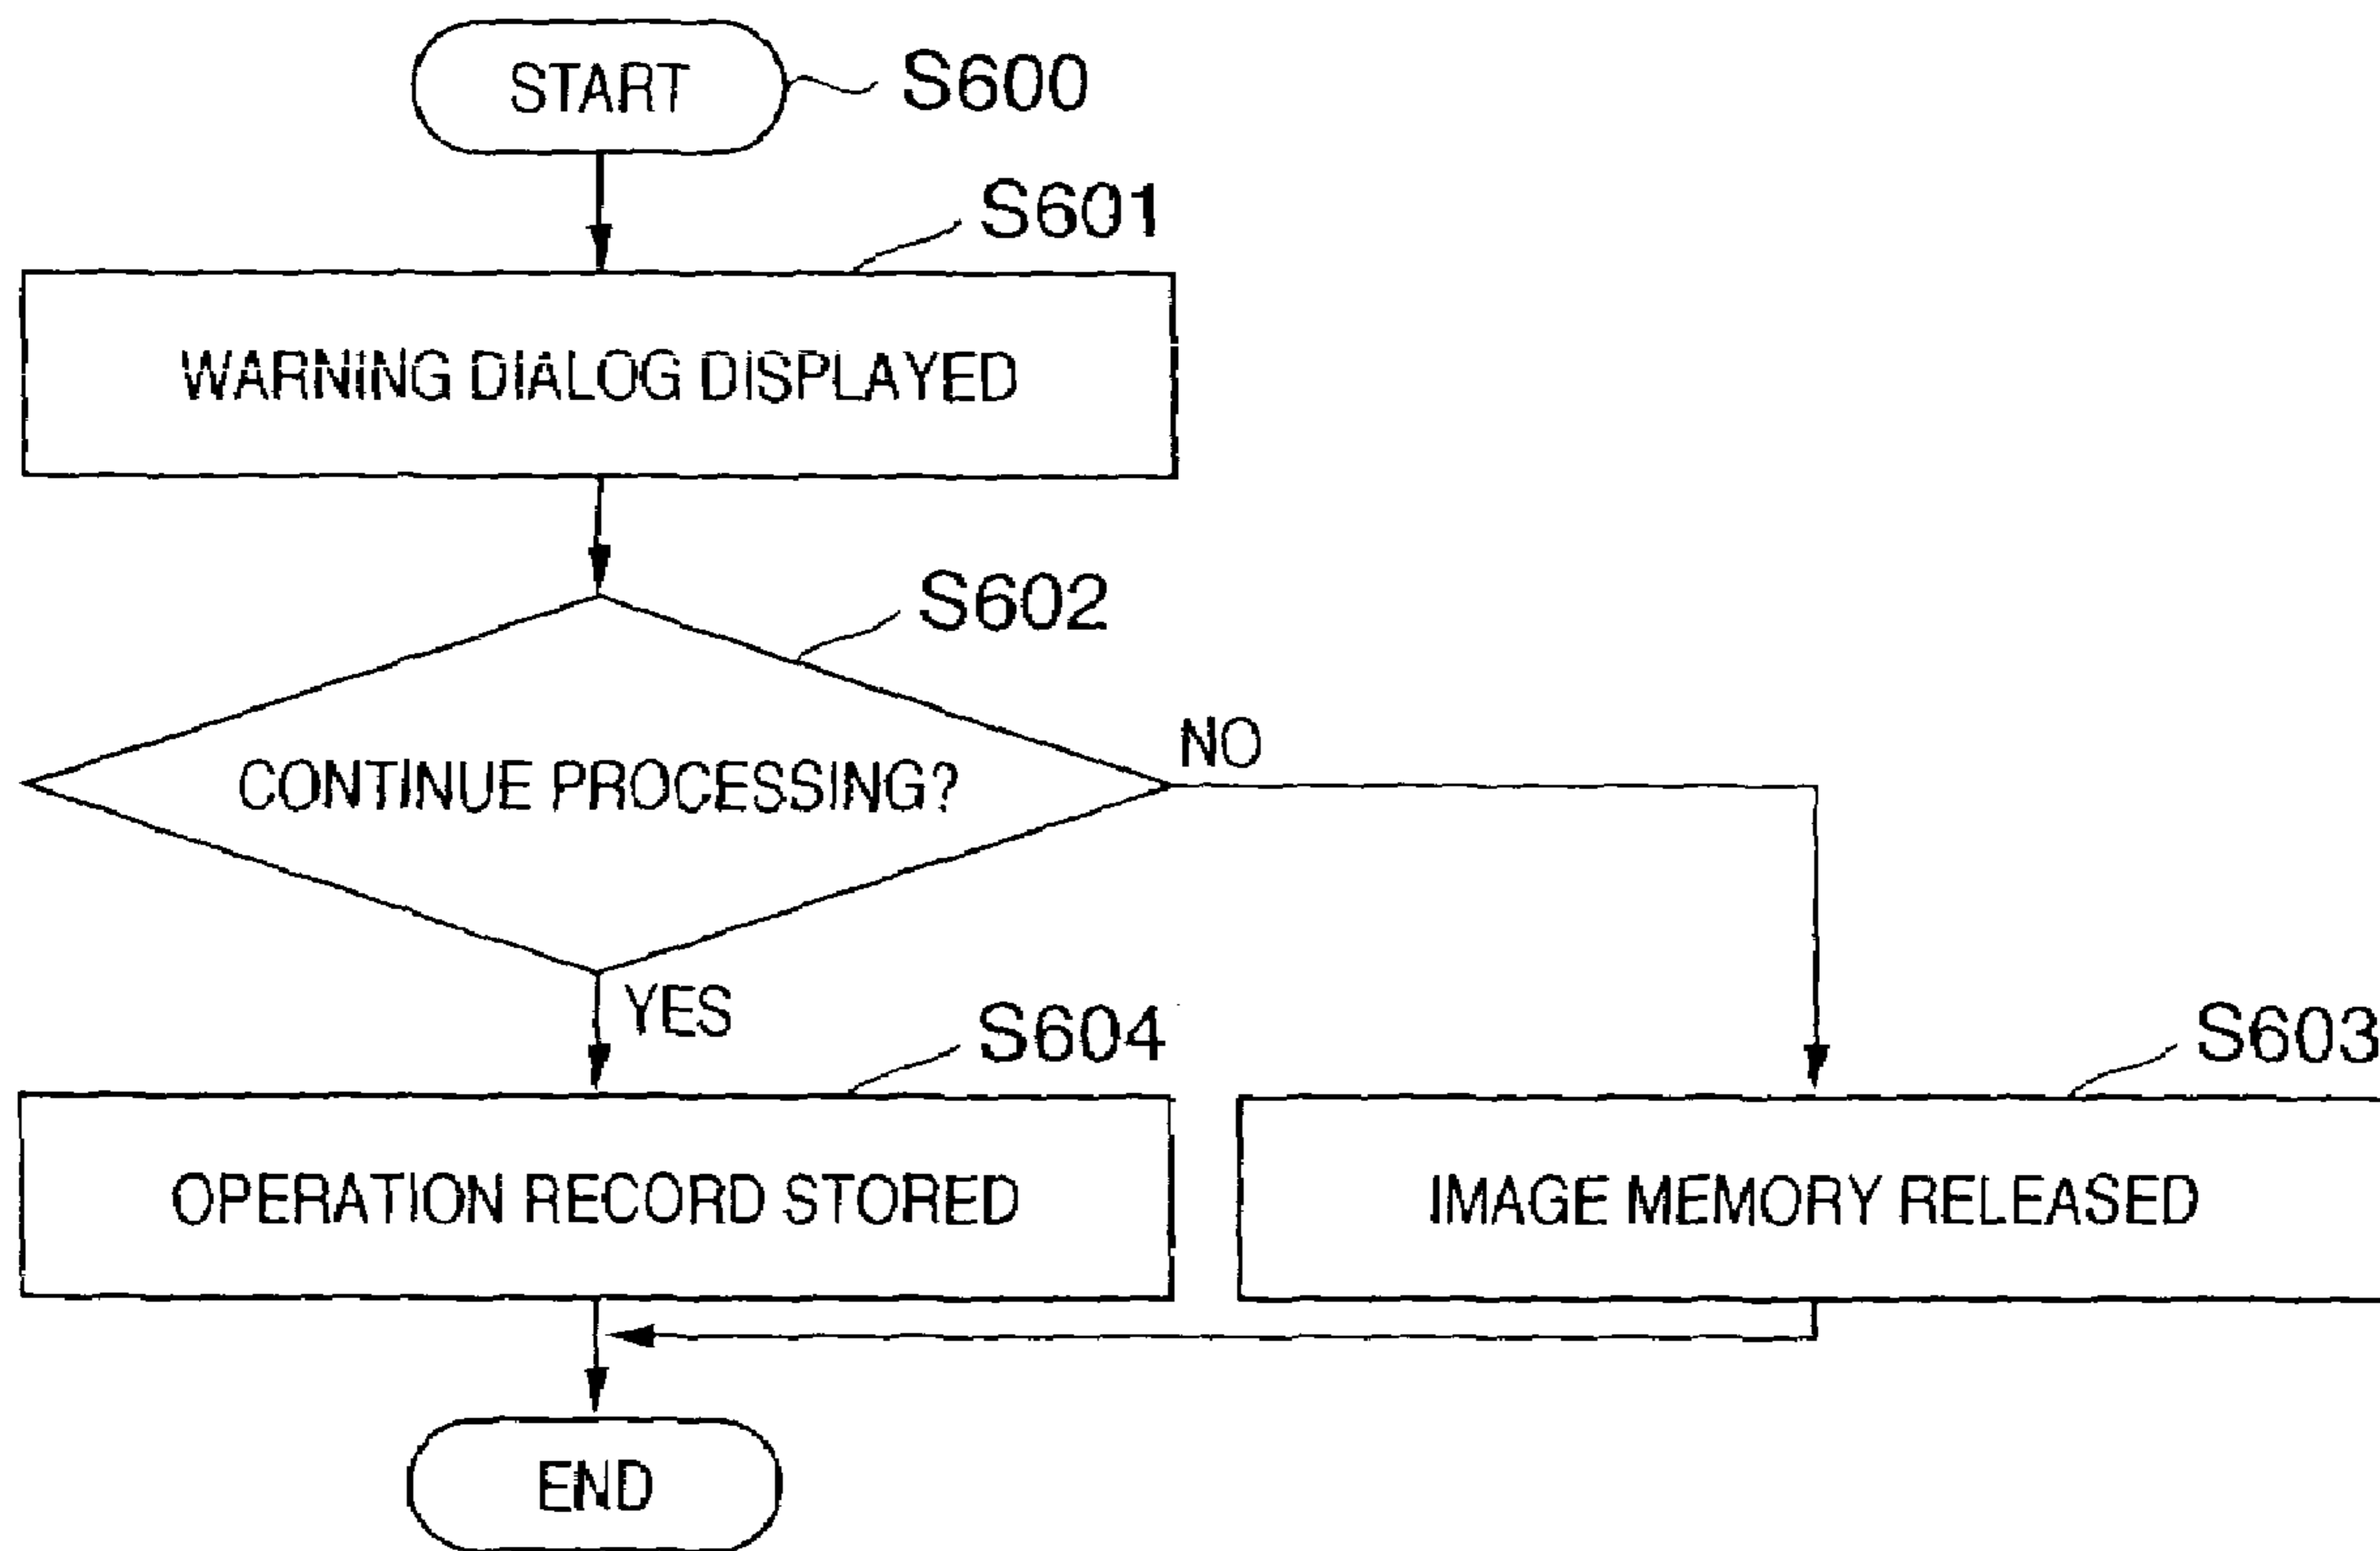 START
S600
S601
WARNING DIALOG DISPLAYED
S602
CONTINUE PROCESSING?
NO
YES
S604
S603
OPERATION RECORD STORED
IMAGE MEMORY RELEASED
END